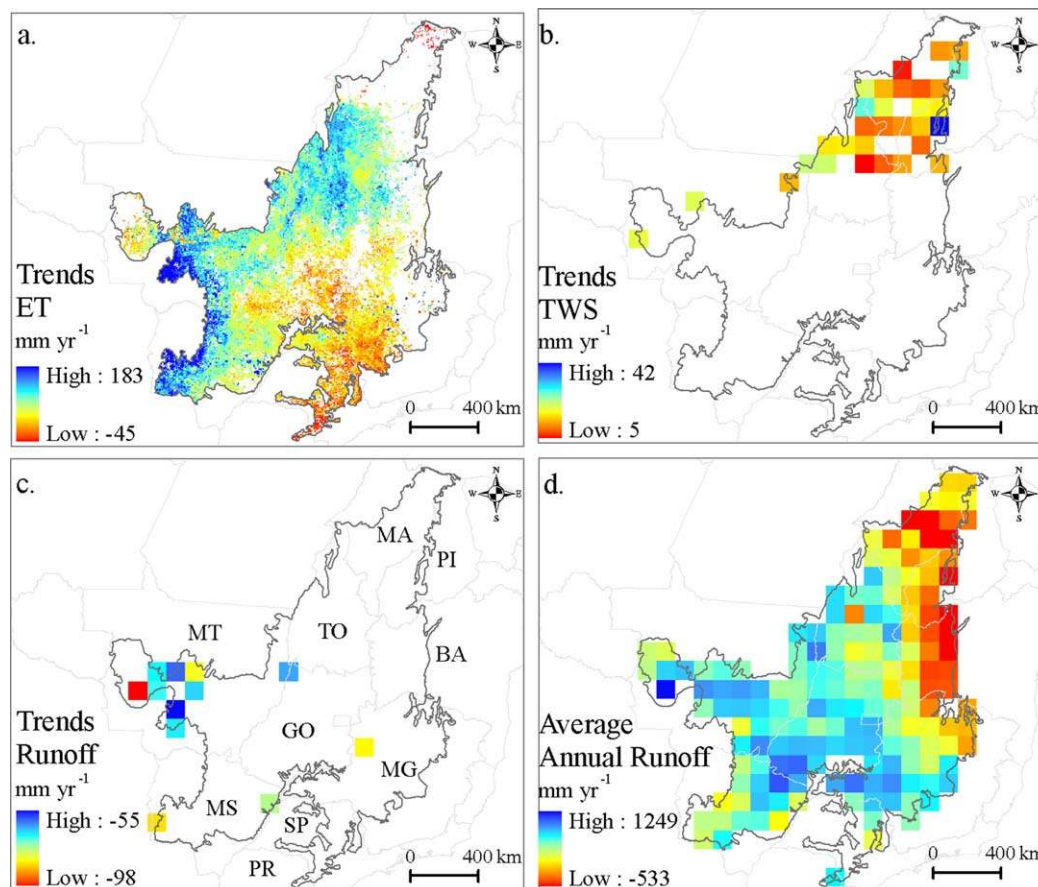 a.
N
W E
S
Trends
ET
mm yr⁻¹
High : 183
Low : -45
0 400 km
b.
N
W E
S
Trends
TWS
mm yr⁻¹
High : 42
Low : 5
0 400 km
c.
N
W E
S
MA
PI
MT
TO
BA
GO
MG
MS
SP
PR
Trends
Runoff
mm yr⁻¹
High : -55
Low : -98
0 400 km
d.
N
W E
S
Average
Annual Runoff
mm yr⁻¹
High : 1249
Low : -533
0 400 km